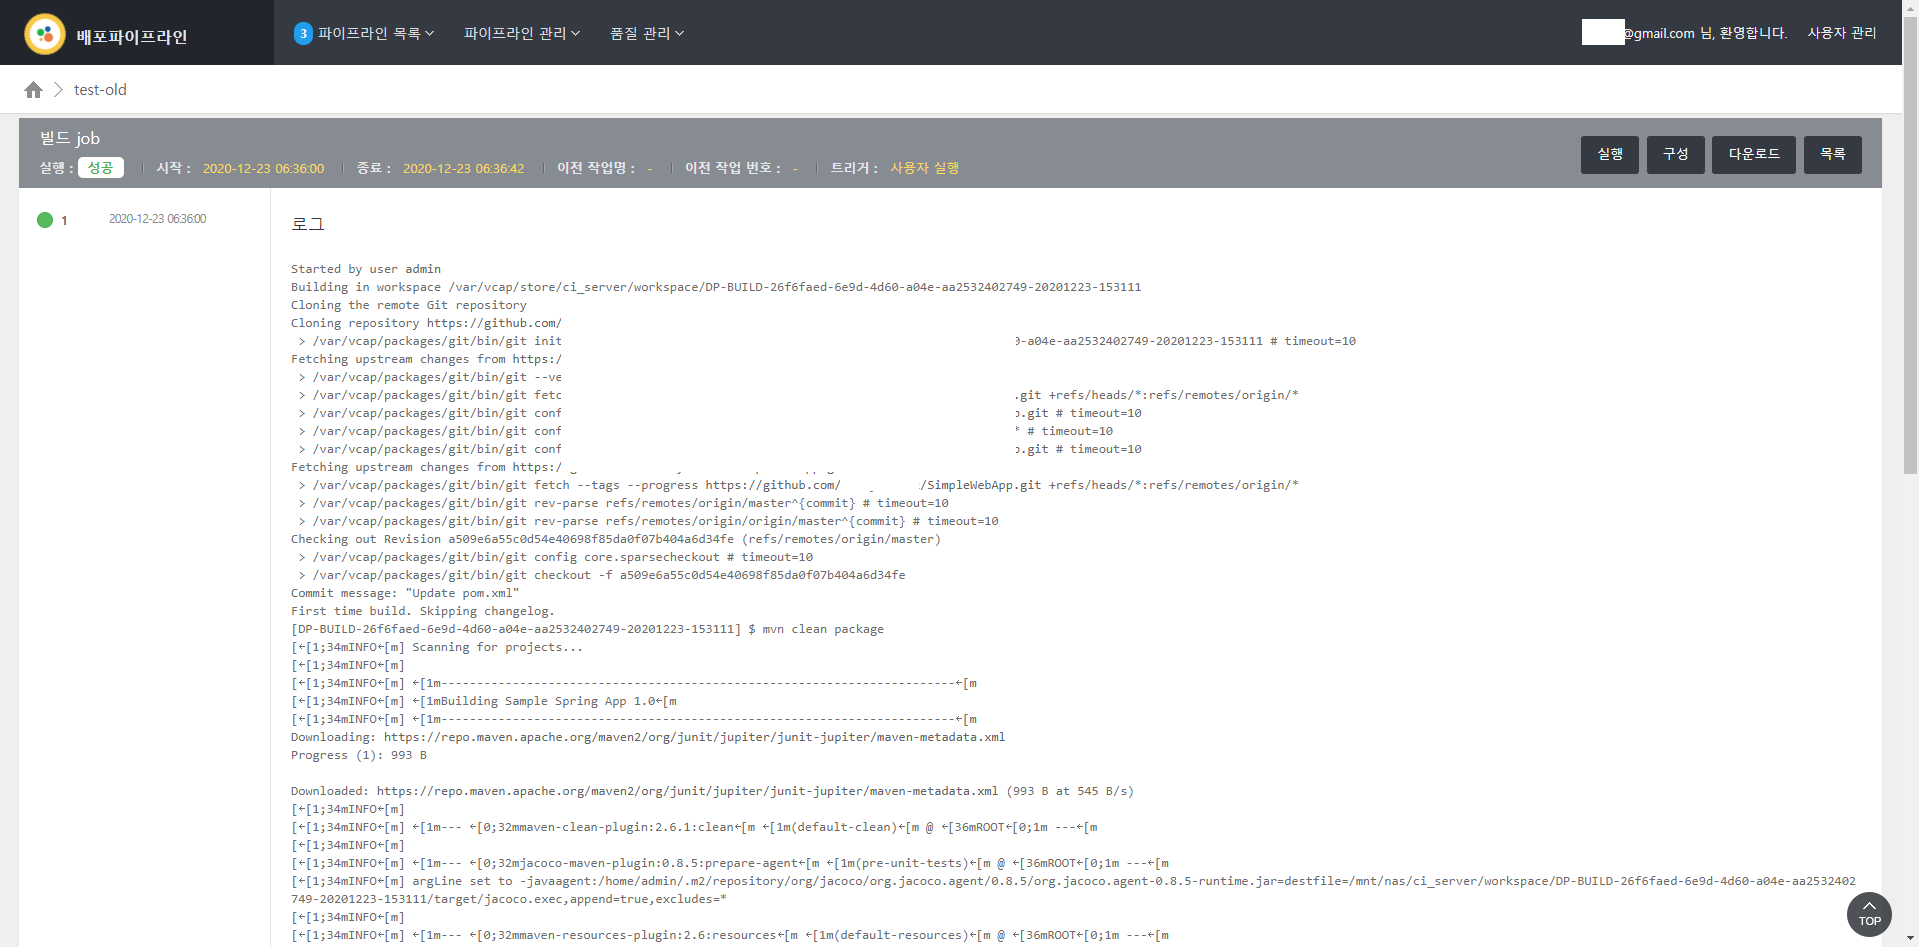 배포파이프라인
3 파이프라인 목록
파이프라인 관리
품질 관리
@gmail.com 님, 환영합니다.
사용자 관리
test-old
빌드 job
실행 : 성공 | 시작 : 2020-12-23 06:36:00 | 종료 : 2020-12-23 06:36:42 | 이전 작업명 : - | 이전 작업 번호 : - | 트리거 : 사용자 실행
실행
구성
다운로드
목록
1 2020-12-23 06:36:00
로그
Started by user admin
Building in workspace /var/vcap/store/ci_server/workspace/DP-BUILD-26f6faed-6e9d-4d60-a04e-aa2532402749-20201223-153111
Cloning the remote Git repository
Cloning repository https://github.com/
> /var/vcap/packages/git/bin/git init 0-a04e-aa2532402749-20201223-153111 # timeout=10
Fetching upstream changes from https:/
> /var/vcap/packages/git/bin/git --ve
> /var/vcap/packages/git/bin/git fetc .git +refs/heads/*:refs/remotes/origin/*
> /var/vcap/packages/git/bin/git conf .git # timeout=10
> /var/vcap/packages/git/bin/git conf * # timeout=10
> /var/vcap/packages/git/bin/git conf .git # timeout=10
Fetching upstream changes from https:/
> /var/vcap/packages/git/bin/git fetch --tags --progress https://github.com/ /SimpleWebApp.git +refs/heads/*:refs/remotes/origin/*
> /var/vcap/packages/git/bin/git rev-parse refs/remotes/origin/master^{commit} # timeout=10
> /var/vcap/packages/git/bin/git rev-parse refs/remotes/origin/origin/master^{commit} # timeout=10
Checking out Revision a509e6a55c0d54e40698f85da0f07b404a6d34fe (refs/remotes/origin/master)
> /var/vcap/packages/git/bin/git config core.sparsecheckout # timeout=10
> /var/vcap/packages/git/bin/git checkout -f a509e6a55c0d54e40698f85da0f07b404a6d34fe
Commit message: "Update pom.xml"
First time build. Skipping changelog.
[DP-BUILD-26f6faed-6e9d-4d60-a04e-aa2532402749-20201223-153111] $ mvn clean package
[←[1;34mINFO←[m] Scanning for projects...
[←[1;34mINFO←[m]
[←[1;34mINFO←[m] ←[1m------------------------------------------------------------------------←[m
[←[1;34mINFO←[m] ←[1mBuilding Sample Spring App 1.0←[m
[←[1;34mINFO←[m] ←[1m------------------------------------------------------------------------←[m
Downloading: https://repo.maven.apache.org/maven2/org/junit/jupiter/junit-jupiter/maven-metadata.xml
Progress (1): 993 B
Downloaded: https://repo.maven.apache.org/maven2/org/junit/jupiter/junit-jupiter/maven-metadata.xml (993 B at 545 B/s)
[←[1;34mINFO←[m]
[←[1;34mINFO←[m] ←[1m--- ←[0;32mmaven-clean-plugin:2.6.1:clean←[m ←[1m(default-clean)←[m @ ←[36mROOT←[0;1m ---←[m
[←[1;34mINFO←[m]
[←[1;34mINFO←[m] ←[1m--- ←[0;32mjacoco-maven-plugin:0.8.5:prepare-agent←[m ←[1m(pre-unit-tests)←[m @ ←[36mROOT←[0;1m ---←[m
[←[1;34mINFO←[m] argLine set to -javaagent:/home/admin/.m2/repository/org/jacoco/org.jacoco.agent/0.8.5/org.jacoco.agent-0.8.5-runtime.jar=destfile=/mnt/nas/ci_server/workspace/DP-BUILD-26f6faed-6e9d-4d60-a04e-aa2532402
749-20201223-153111/target/jacoco.exec,append=true,excludes=*
[←[1;34mINFO←[m]
[←[1;34mINFO←[m] ←[1m--- ←[0;32mmaven-resources-plugin:2.6:resources←[m ←[1m(default-resources)←[m @ ←[36mROOT←[0;1m ---←[m
TOP